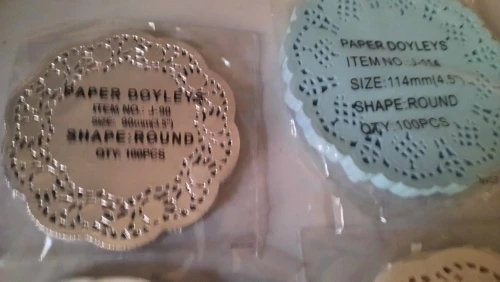 PAPER DOYLEYS
ITEM NO.: J-
SHAPE:ROUND
QTY: 100PCS
PAPER DOYLEYS
ITEM NO.: J-114
SIZE:114mm(4.5")
SHAPE:ROUND
QTY:100PCS